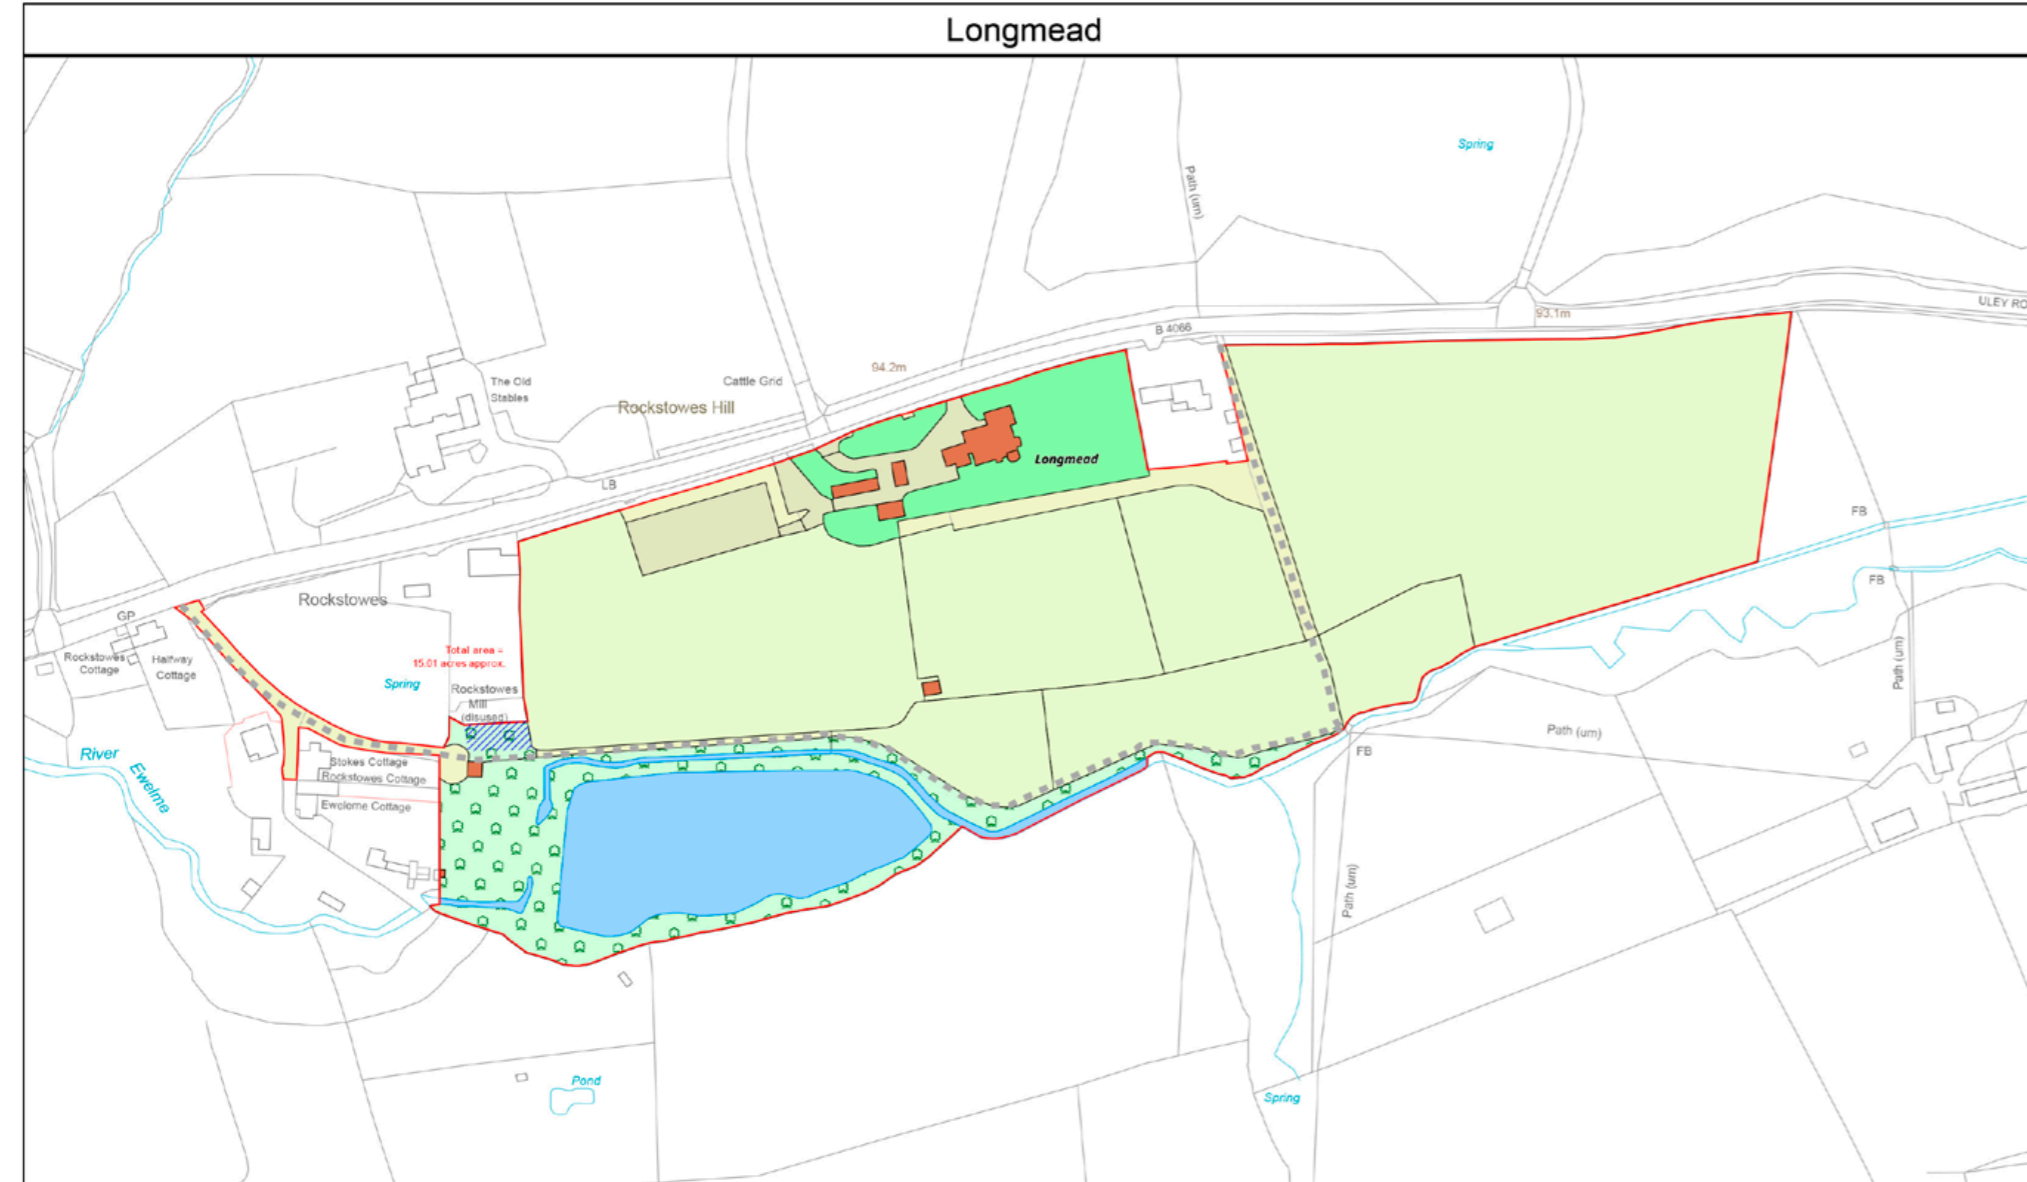 Longmead
Spring
Path (um)
ULEY RO
93.1m
B 4066
94.2m
Cattle Grid
The Old
Stables
Rockstowes Hill
Longmead
LB
FB
FB
Rockstowes
GP
Rockstowes
Cottage
Halfway
Cottage
Total area =
15.01 acres approx.
Spring
Rockstowes
Mill
(disused)
Path (um)
River
Ewelme
Stokes Cottage
Rockstowes Cottage
Ewelome Cottage
Path (um)
FB
Path (um)
Pond
Spring